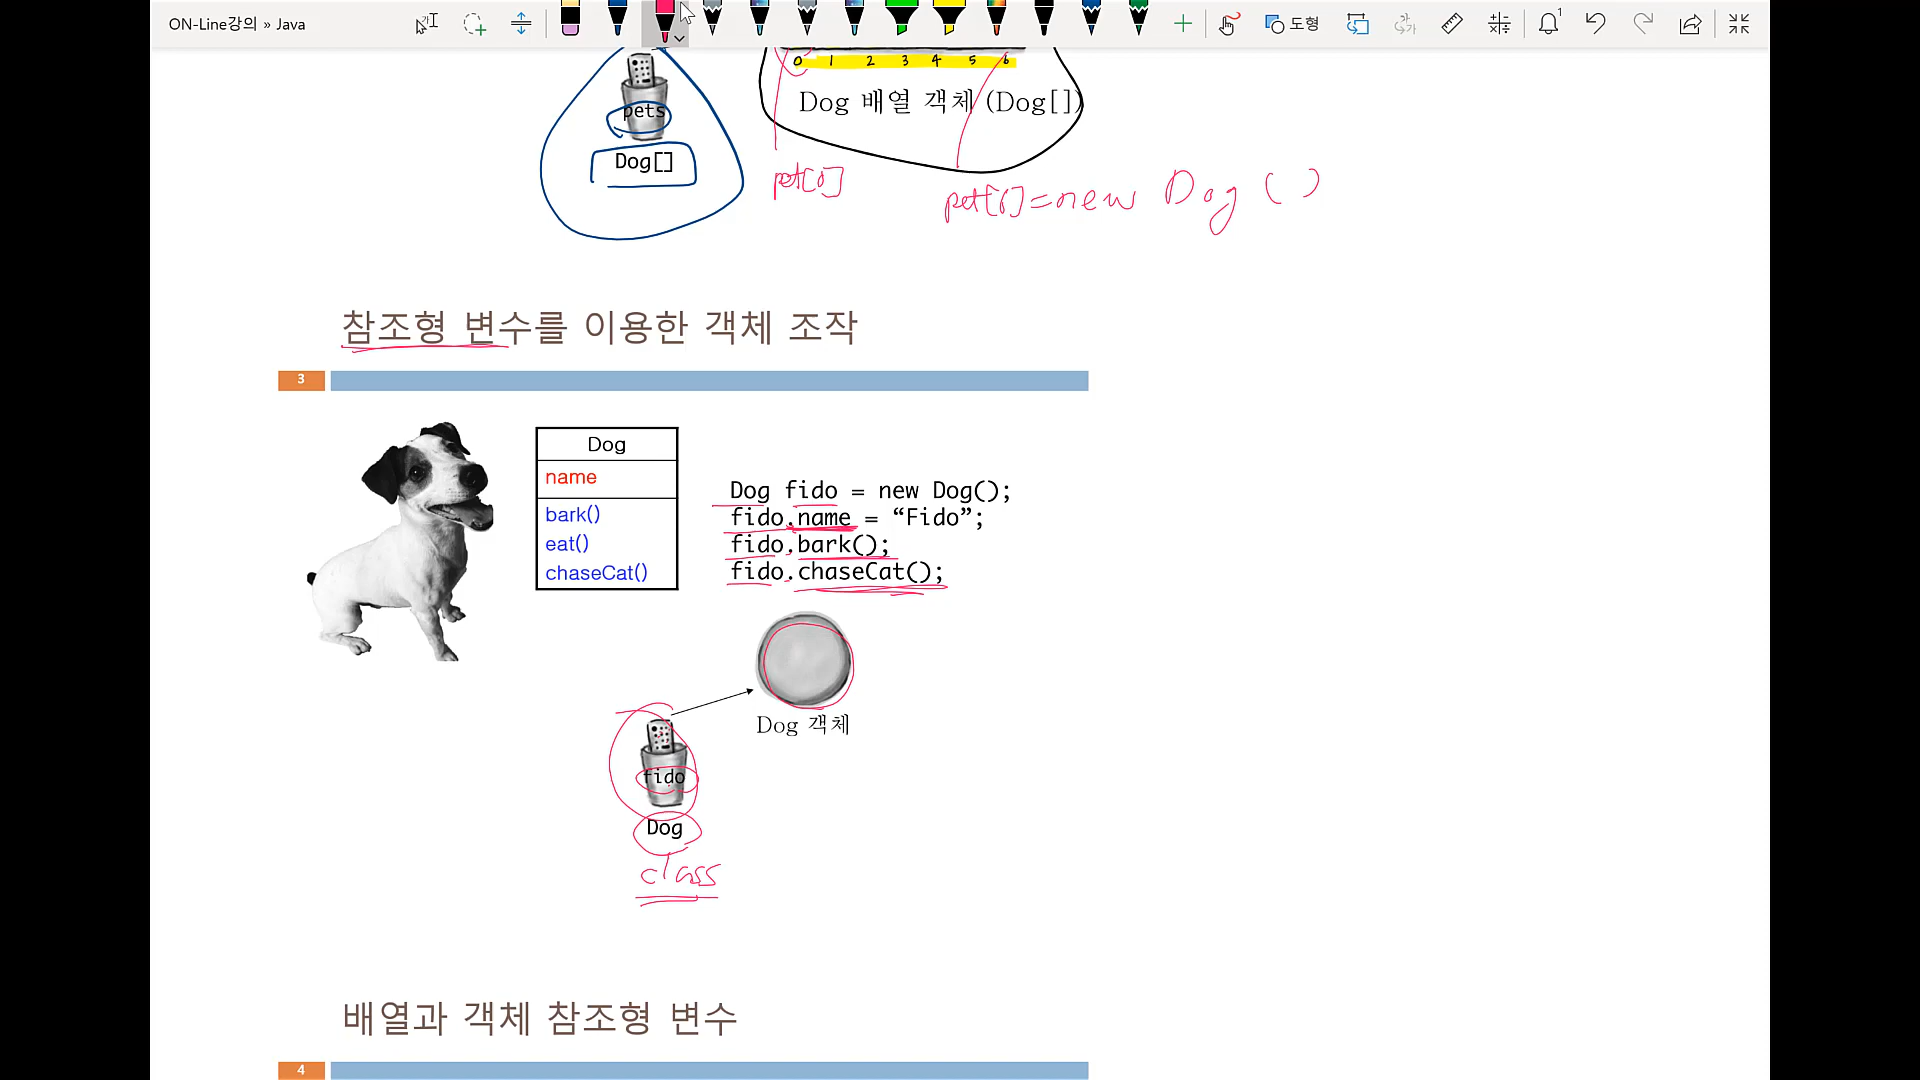 ON-Line강의 » Java
도형
1
0 1 2 3 4 5 6
pets
Dog 배열 객체 (Dog[])
Dog[]
pet[0]
pet[6]=new Dog ( )
참조형 변수를 이용한 객체 조작
3
Dog
name
bark()
eat()
chaseCat()
Dog fido = new Dog();
fido.name = “Fido”;
fido.bark();
fido.chaseCat();
Dog 객체
fido
Dog
class
배열과 객체 참조형 변수
4